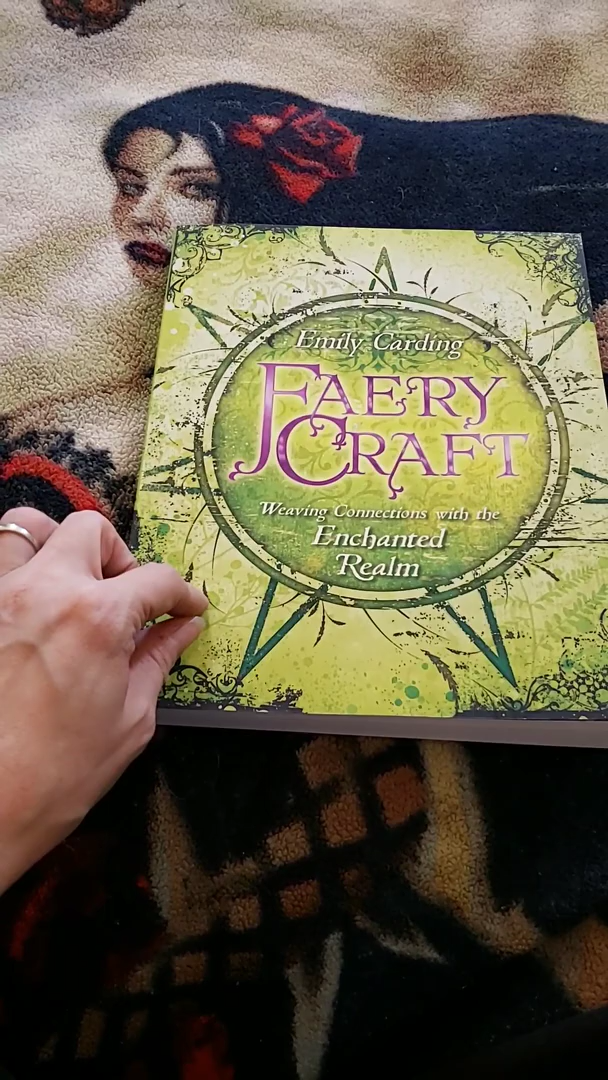 Emily Carding
FAERY
CRAFT
Weaving Connections with the
Enchanted
Realm